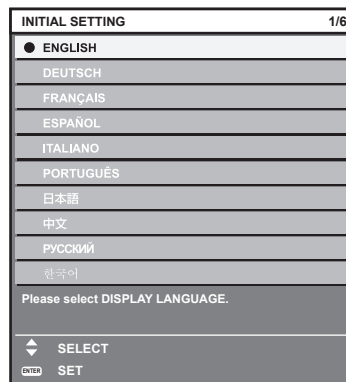 INITIAL SETTING 1/6
ENGLISH
DEUTSCH
FRANÇAIS
ESPAÑOL
ITALIANO
PORTUGUÊS
日本語
中文
РУССКИЙ
한국어
Please select DISPLAY LANGUAGE.
SELECT
ENTER SET